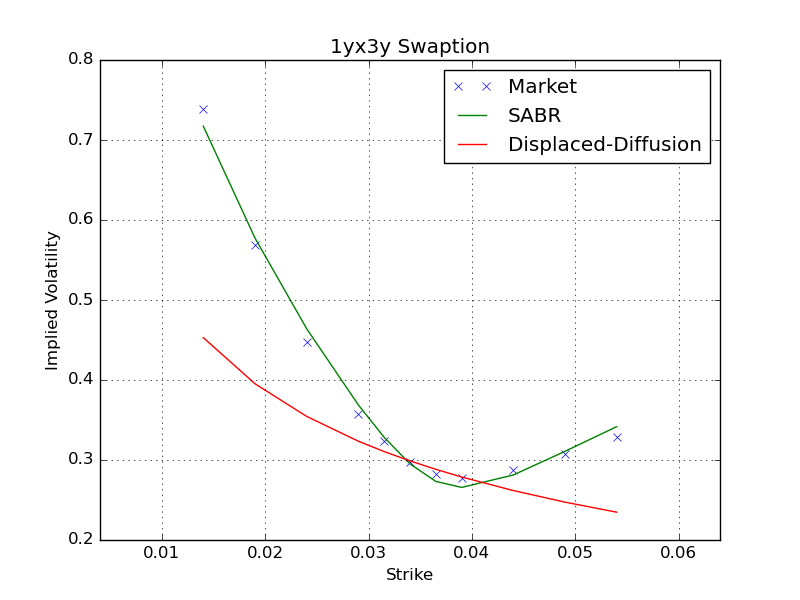 1yx3y Swaption
Market
SABR
Displaced-Diffusion
0.8
0.7
0.6
0.5
0.4
0.3
0.2
Implied Volatility
0.01 0.02 0.03 0.04 0.05 0.06
Strike